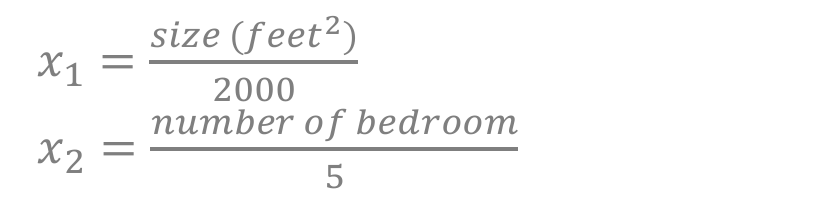 x₁ = size (feet²) / 2000
x₂ = number of bedroom / 5